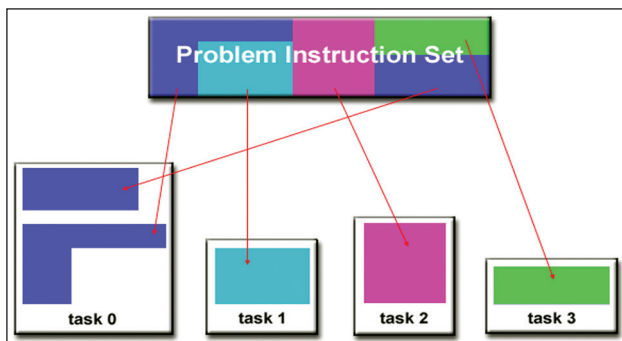 Problem Instruction Set
task 0
task 1
task 2
task 3